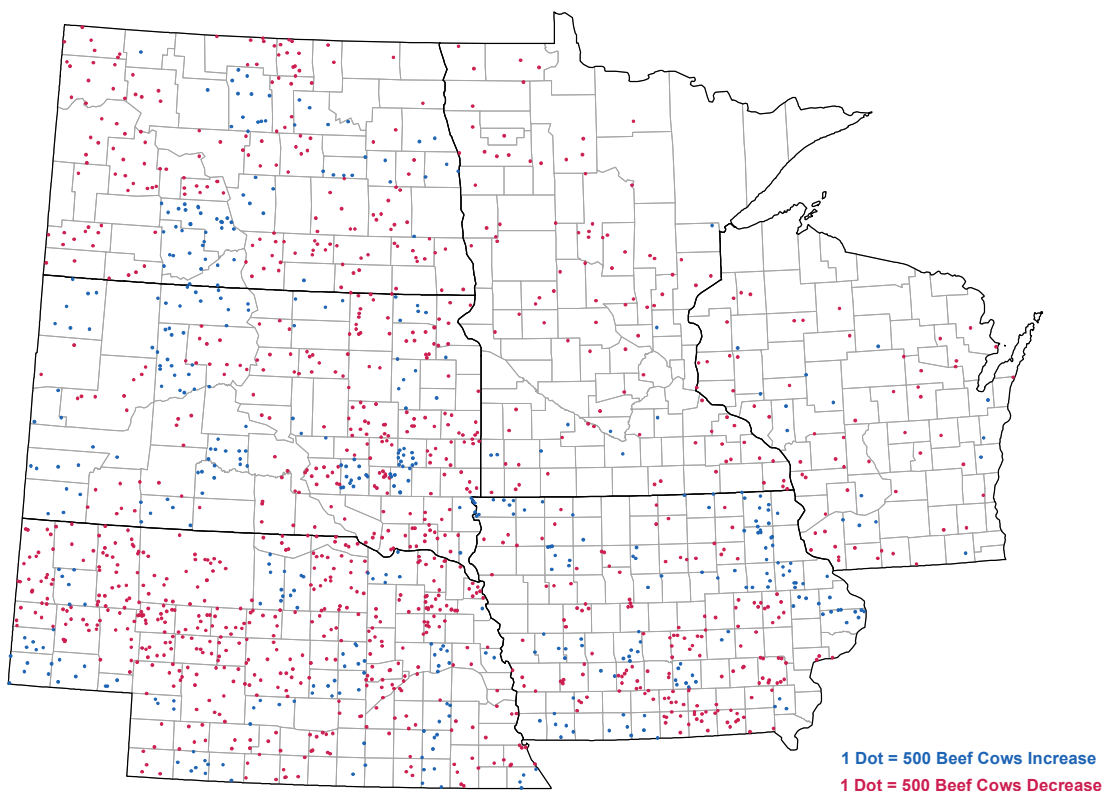 1 Dot = 500 Beef Cows Increase
1 Dot = 500 Beef Cows Decrease